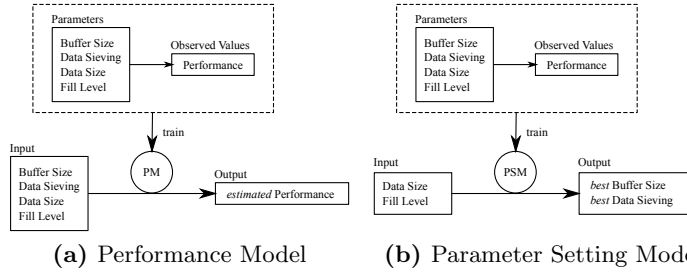 Parameters
Buffer Size
Data Sieving
Data Size
Fill Level
Observed Values
Performance
train
Input
Buffer Size
Data Sieving
Data Size
Fill Level
PM
Output
estimated Performance
(a) Performance Model
Parameters
Buffer Size
Data Sieving
Data Size
Fill Level
Observed Values
Performance
train
Input
Data Size
Fill Level
PSM
Output
best Buffer Size
best Data Sieving
(b) Parameter Setting Mode